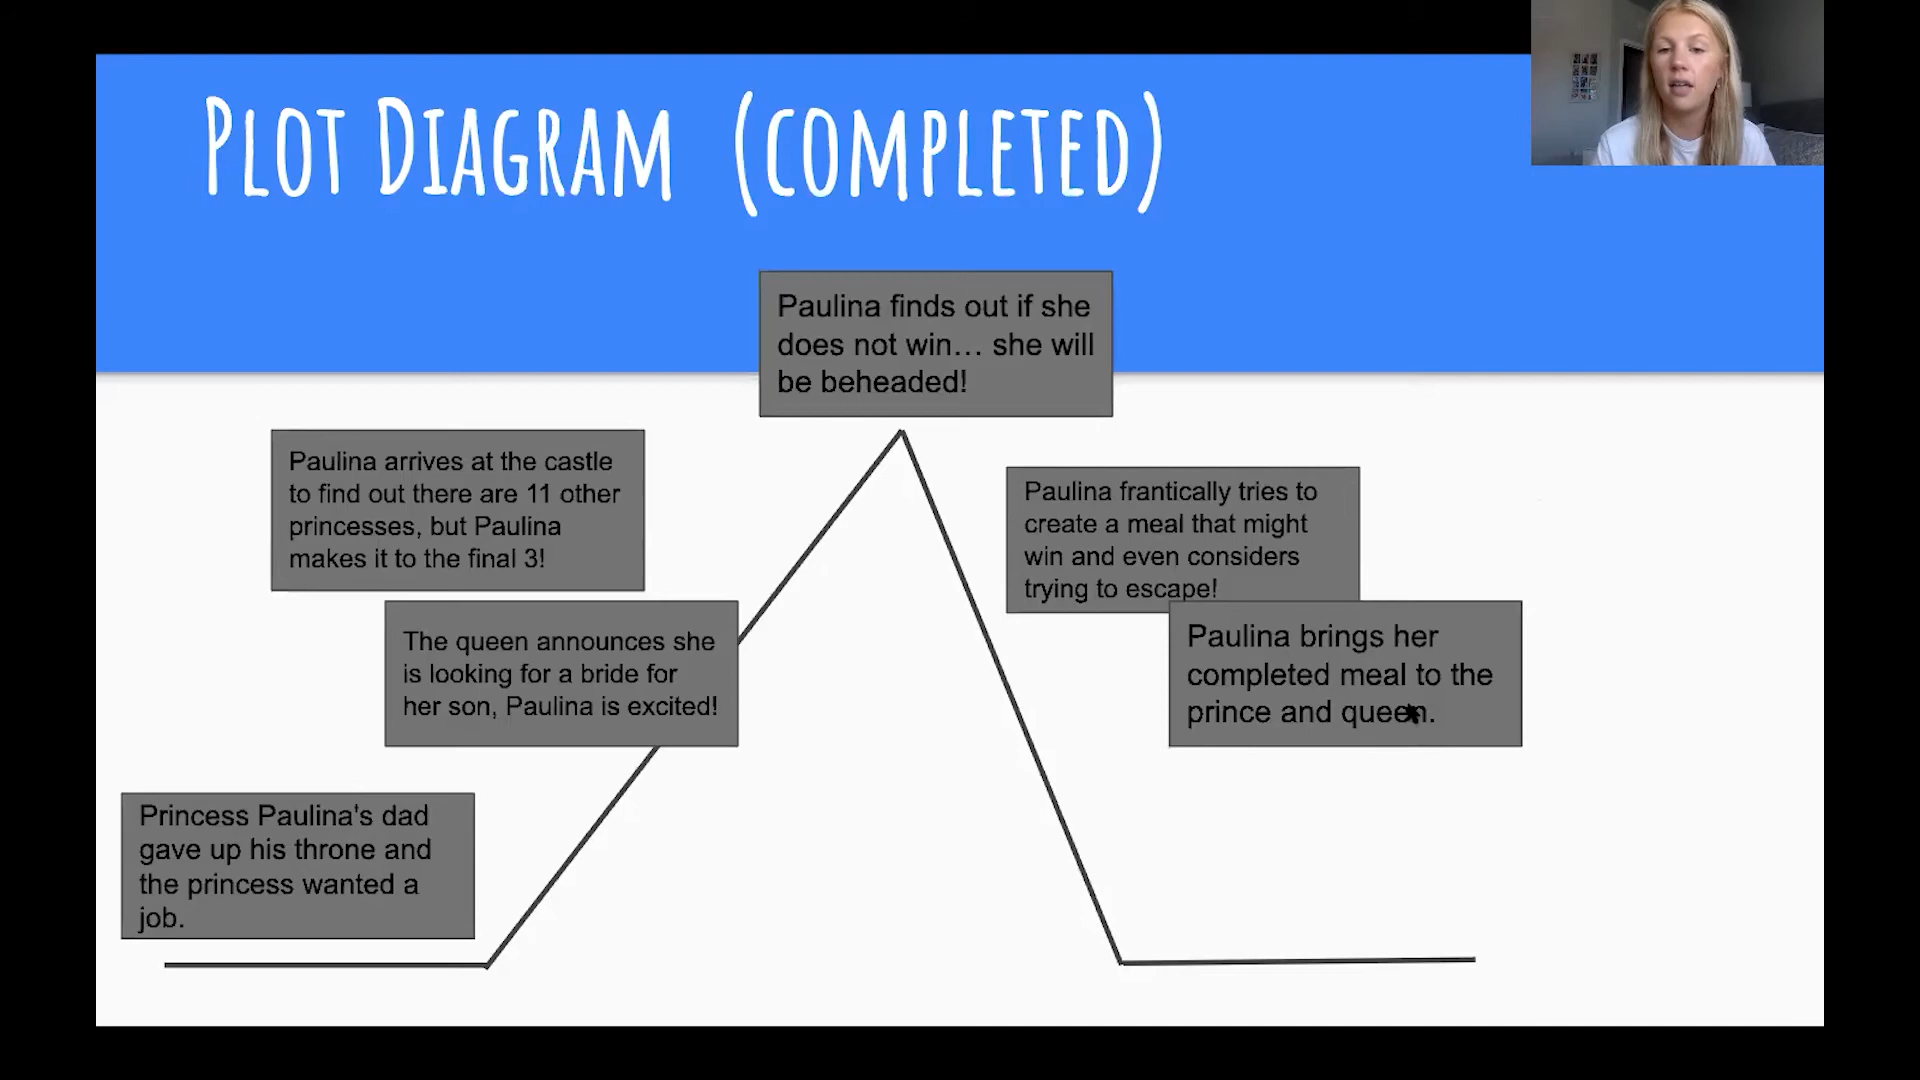 PLOT DIAGRAM (COMPLETED)
Paulina finds out if she
does not win... she will
be beheaded!
Paulina arrives at the castle
to find out there are 11 other
princesses, but Paulina
makes it to the final 3!
The queen announces she
is looking for a bride for
her son, Paulina is excited!
Princess Paulina's dad
gave up his throne and
the princess wanted a
job.
Paulina frantically tries to
create a meal that might
win and even considers
trying to escape!
Paulina brings her
completed meal to the
prince and queen.